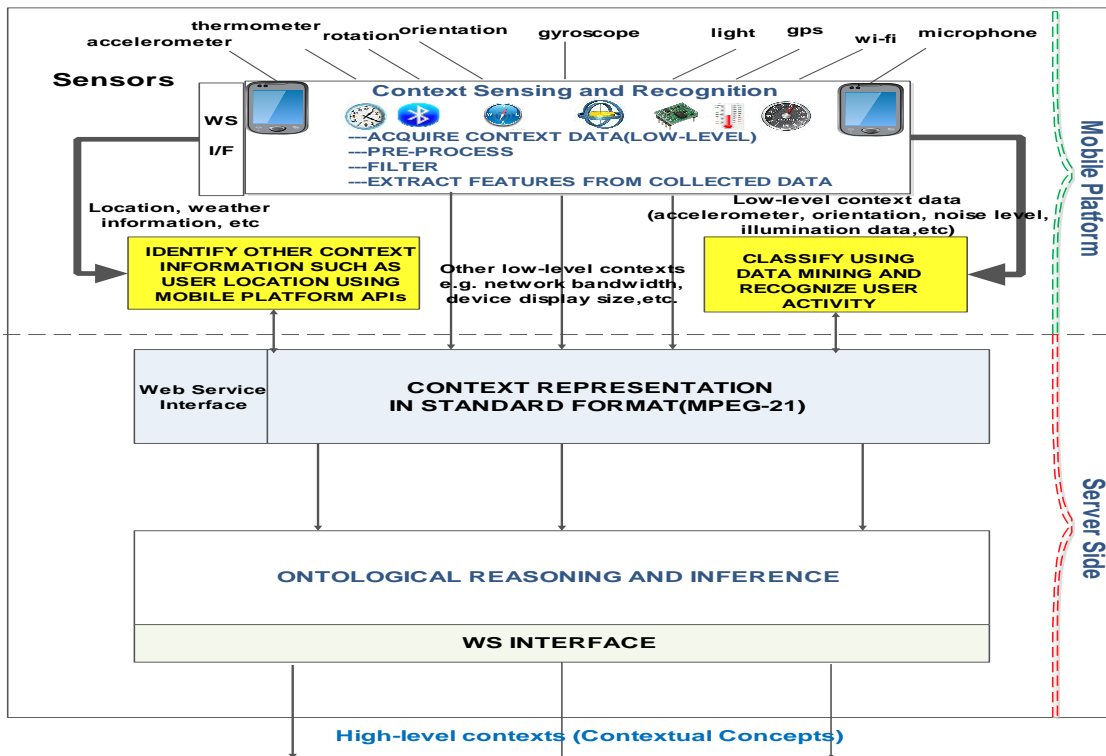 thermometer
accelerometer
rotation
orientation
gyroscope
light
gps
wi-fi
microphone
Sensors
WS
I/F
Context Sensing and Recognition
---ACQUIRE CONTEXT DATA(LOW-LEVEL)
---PRE-PROCESS
---FILTER
---EXTRACT FEATURES FROM COLLECTED DATA
Mobile Platform
Location, weather
information, etc
Low-level context data
(accelerometer, orientation, noise level,
illumination data,etc)
IDENTIFY OTHER CONTEXT
INFORMATION SUCH AS
USER LOCATION USING
MOBILE PLATFORM APIs
Other low-level contexts
e.g. network bandwidth,
device display size,etc.
CLASSIFY USING
DATA MINING AND
RECOGNIZE USER
ACTIVITY
Web Service
Interface
CONTEXT REPRESENTATION
IN STANDARD FORMAT(MPEG-21)
Server Side
ONTOLOGICAL REASONING AND INFERENCE
WS INTERFACE
High-level contexts (Contextual Concepts)